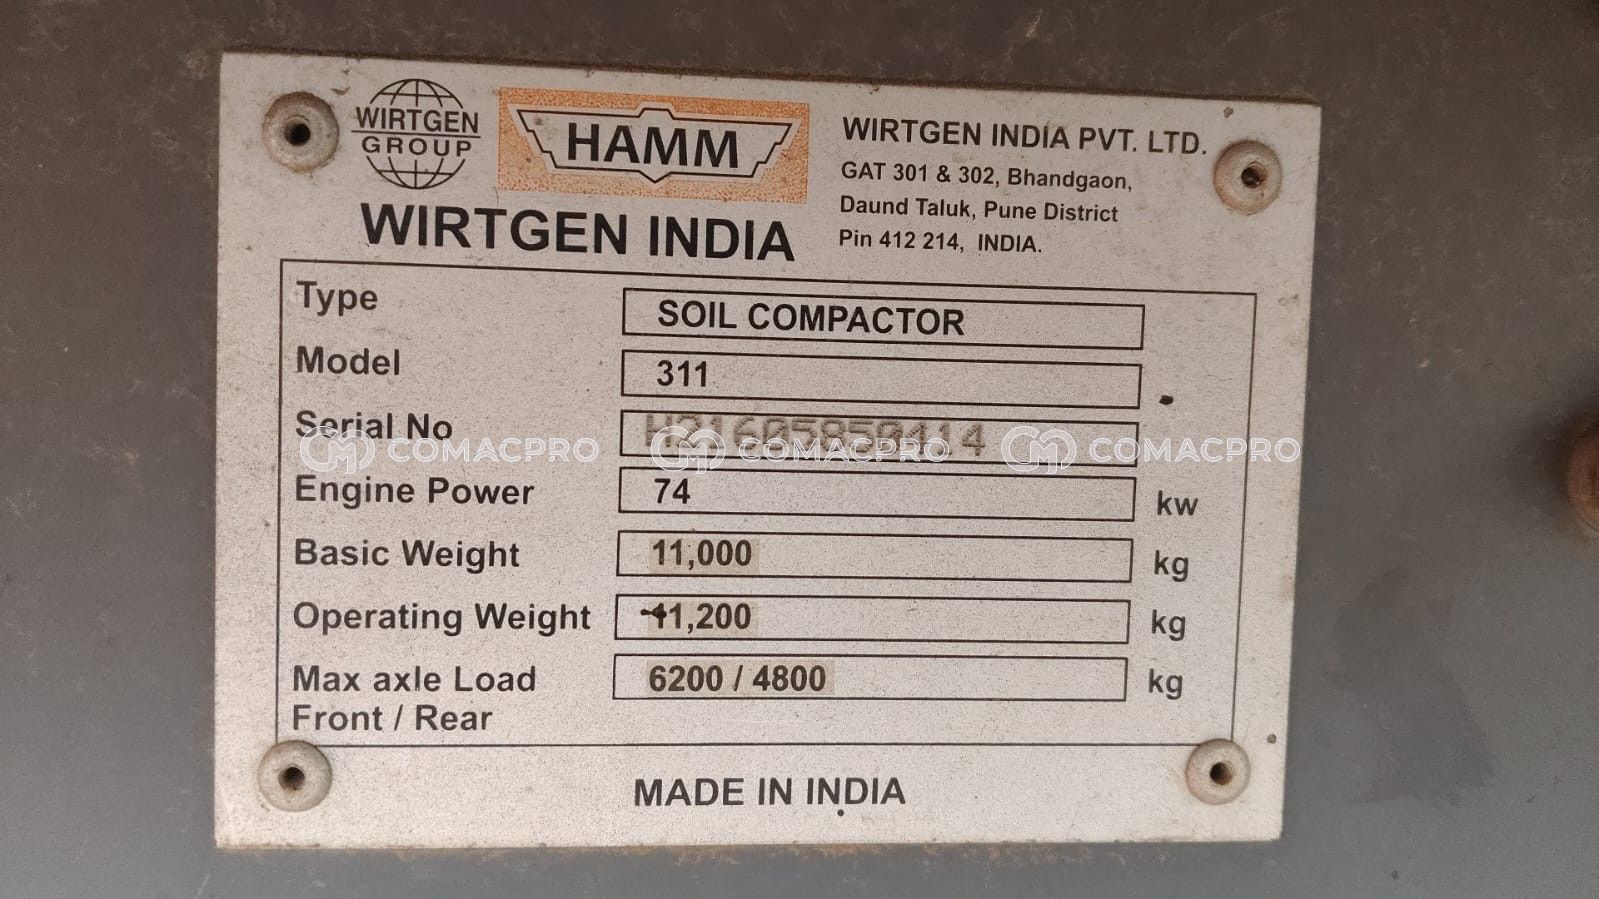 WIRTGEN
GROUP
HAMM
WIRTGEN INDIA
WIRTGEN INDIA PVT. LTD.
GAT 301 & 302, Bhandgaon,
Daund Taluk, Pune District
Pin 412 214, INDIA.
Type SOIL COMPACTOR
Model 311
Serial No
COMACPRO COMACPRO COMACPRO
Engine Power 74 kw
Basic Weight 11,000 kg
Operating Weight 11,200 kg
Max axle Load 6200 / 4800 kg
Front / Rear
MADE IN INDIA